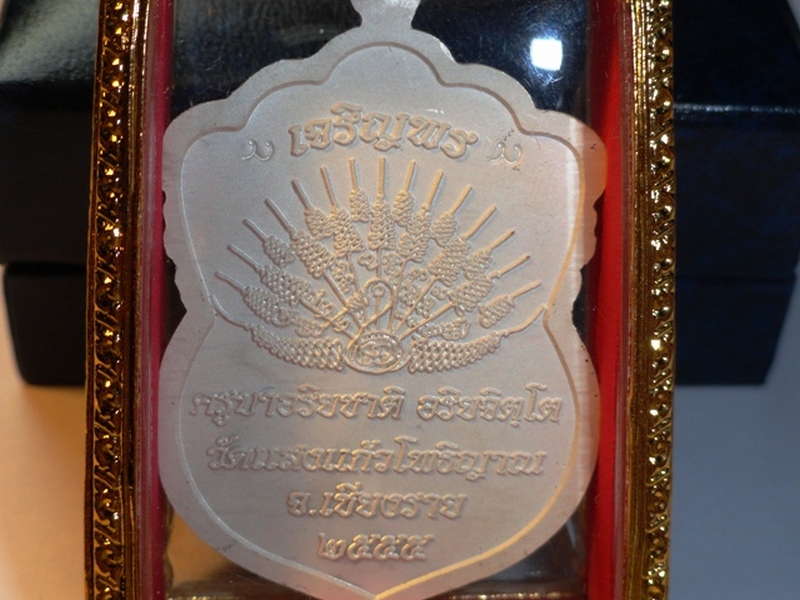 ๖ เจริญพร ๖
ครูบาอริยชาติ อริยจิตฺโต
วัดแสงแก้วโพธิญาณ
จ.เชียงราย
๒๕๕๕